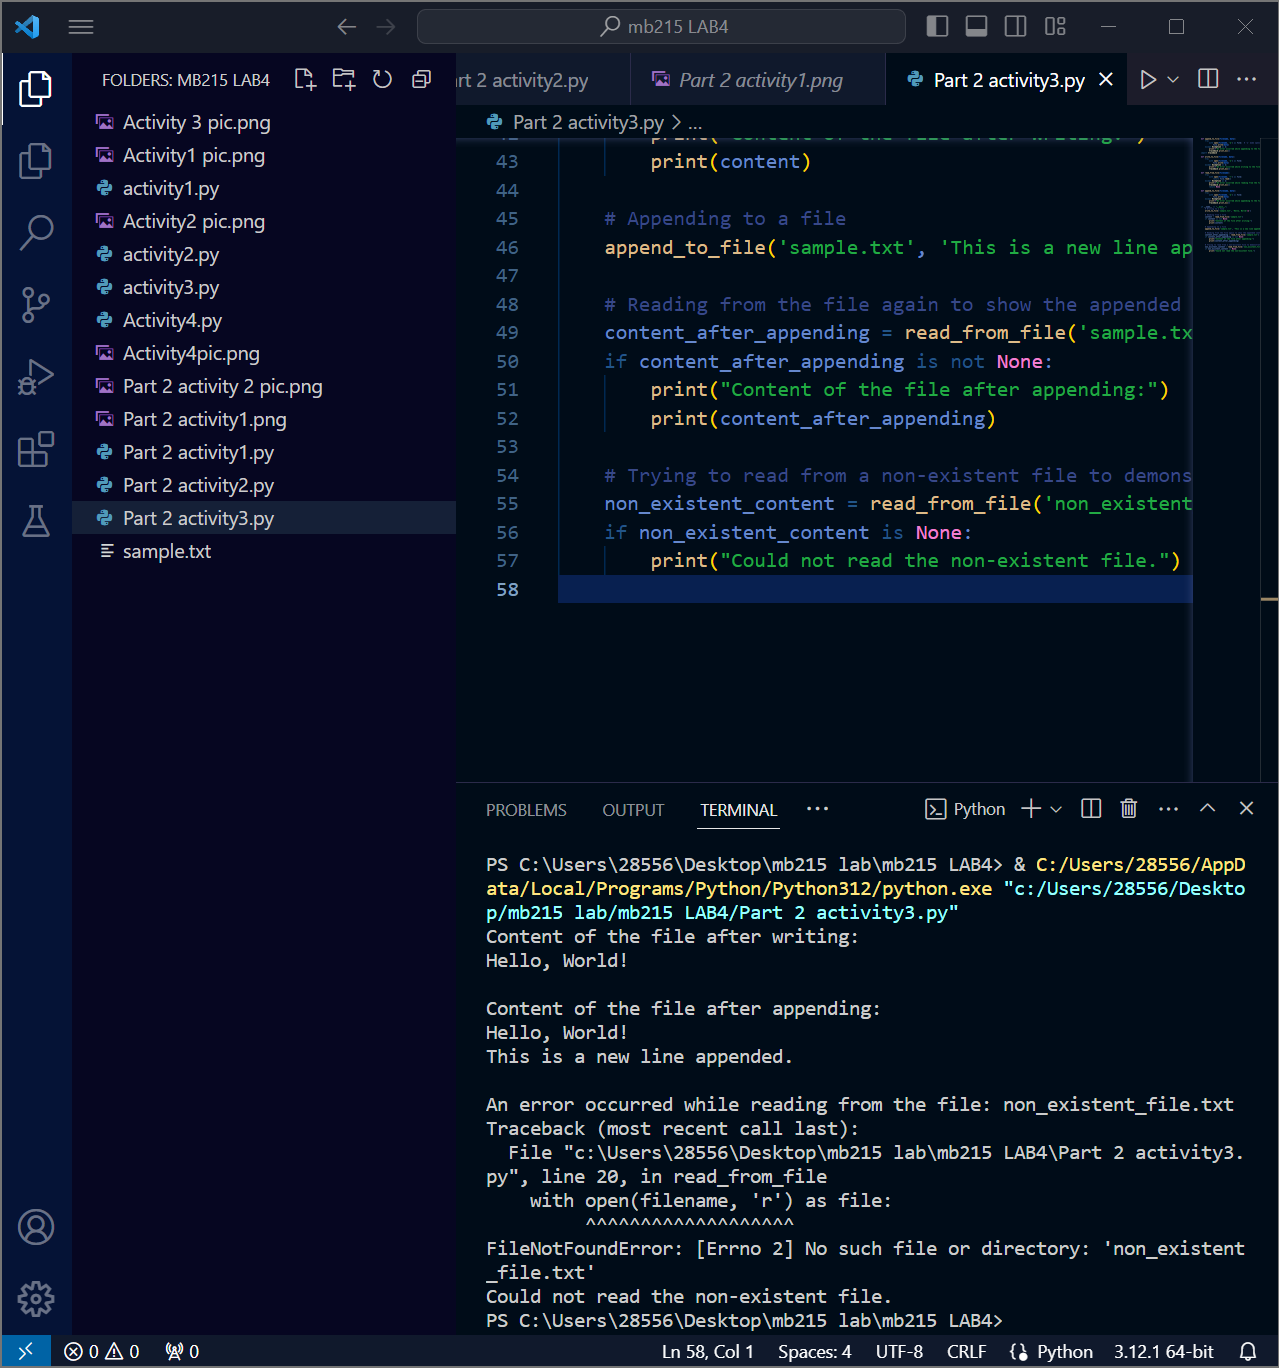 mb215 LAB4
FOLDERS: MB215 LAB4
Activity 3 pic.png
Activity1 pic.png
activity1.py
Activity2 pic.png
activity2.py
activity3.py
Activity4.py
Activity4pic.png
Part 2 activity 2 pic.png
Part 2 activity1.png
Part 2 activity1.py
Part 2 activity2.py
Part 2 activity3.py
sample.txt
rt 2 activity2.py
Part 2 activity1.png
Part 2 activity3.py
Part 2 activity3.py > ...
43 print(content)
44
45 # Appending to a file
46 append_to_file('sample.txt', 'This is a new line ap
47
48 # Reading from the file again to show the appended
49 content_after_appending = read_from_file('sample.tx
50 if content_after_appending is not None:
51 print("Content of the file after appending:")
52 print(content_after_appending)
53
54 # Trying to read from a non-existent file to demons
55 non_existent_content = read_from_file('non_existent
56 if non_existent_content is None:
57 print("Could not read the non-existent file.")
58
PROBLEMS OUTPUT TERMINAL ··· Python
PS C:\Users\28556\Desktop\mb215 lab\mb215 LAB4> & C:/Users/28556/AppD
ata/Local/Programs/Python/Python312/python.exe "c:/Users/28556/Deskto
p/mb215 lab/mb215 LAB4/Part 2 activity3.py"
Content of the file after writing:
Hello, World!
Content of the file after appending:
Hello, World!
This is a new line appended.
An error occurred while reading from the file: non_existent_file.txt
Traceback (most recent call last):
File "c:\Users\28556\Desktop\mb215 lab\mb215 LAB4\Part 2 activity3.
py", line 20, in read_from_file
with open(filename, 'r') as file:
^^^^^^^^^^^^^^^^^^^
FileNotFoundError: [Errno 2] No such file or directory: 'non_existent
_file.txt'
Could not read the non-existent file.
PS C:\Users\28556\Desktop\mb215 lab\mb215 LAB4>
0 0 0 Ln 58, Col 1 Spaces: 4 UTF-8 CRLF Python 3.12.1 64-bit